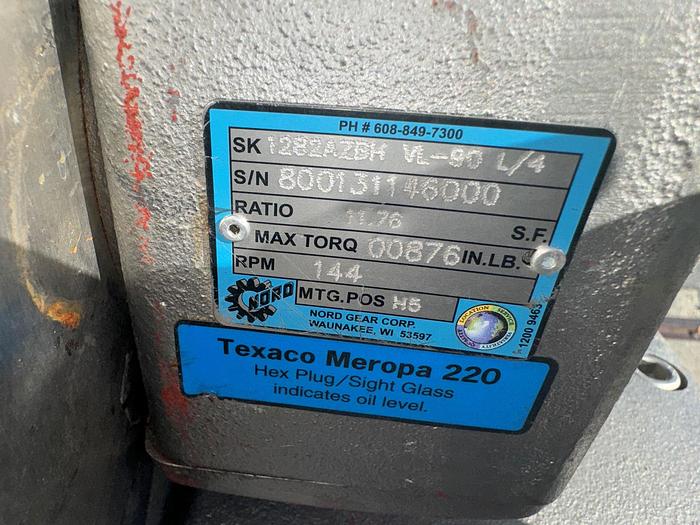 PH # 608-849-7300
SK 1282AZBH VL-90 L/4
S/N 800131146000
RATIO 11.76 S.F.
MAX TORQ 00876 IN.LB.
RPM 144
NORD MTG.POS H5
NORD GEAR CORP.
WAUNAKEE, WI 53597
1200 9463
Texaco Meropa 220
Hex Plug/Sight Glass
indicates oil level.